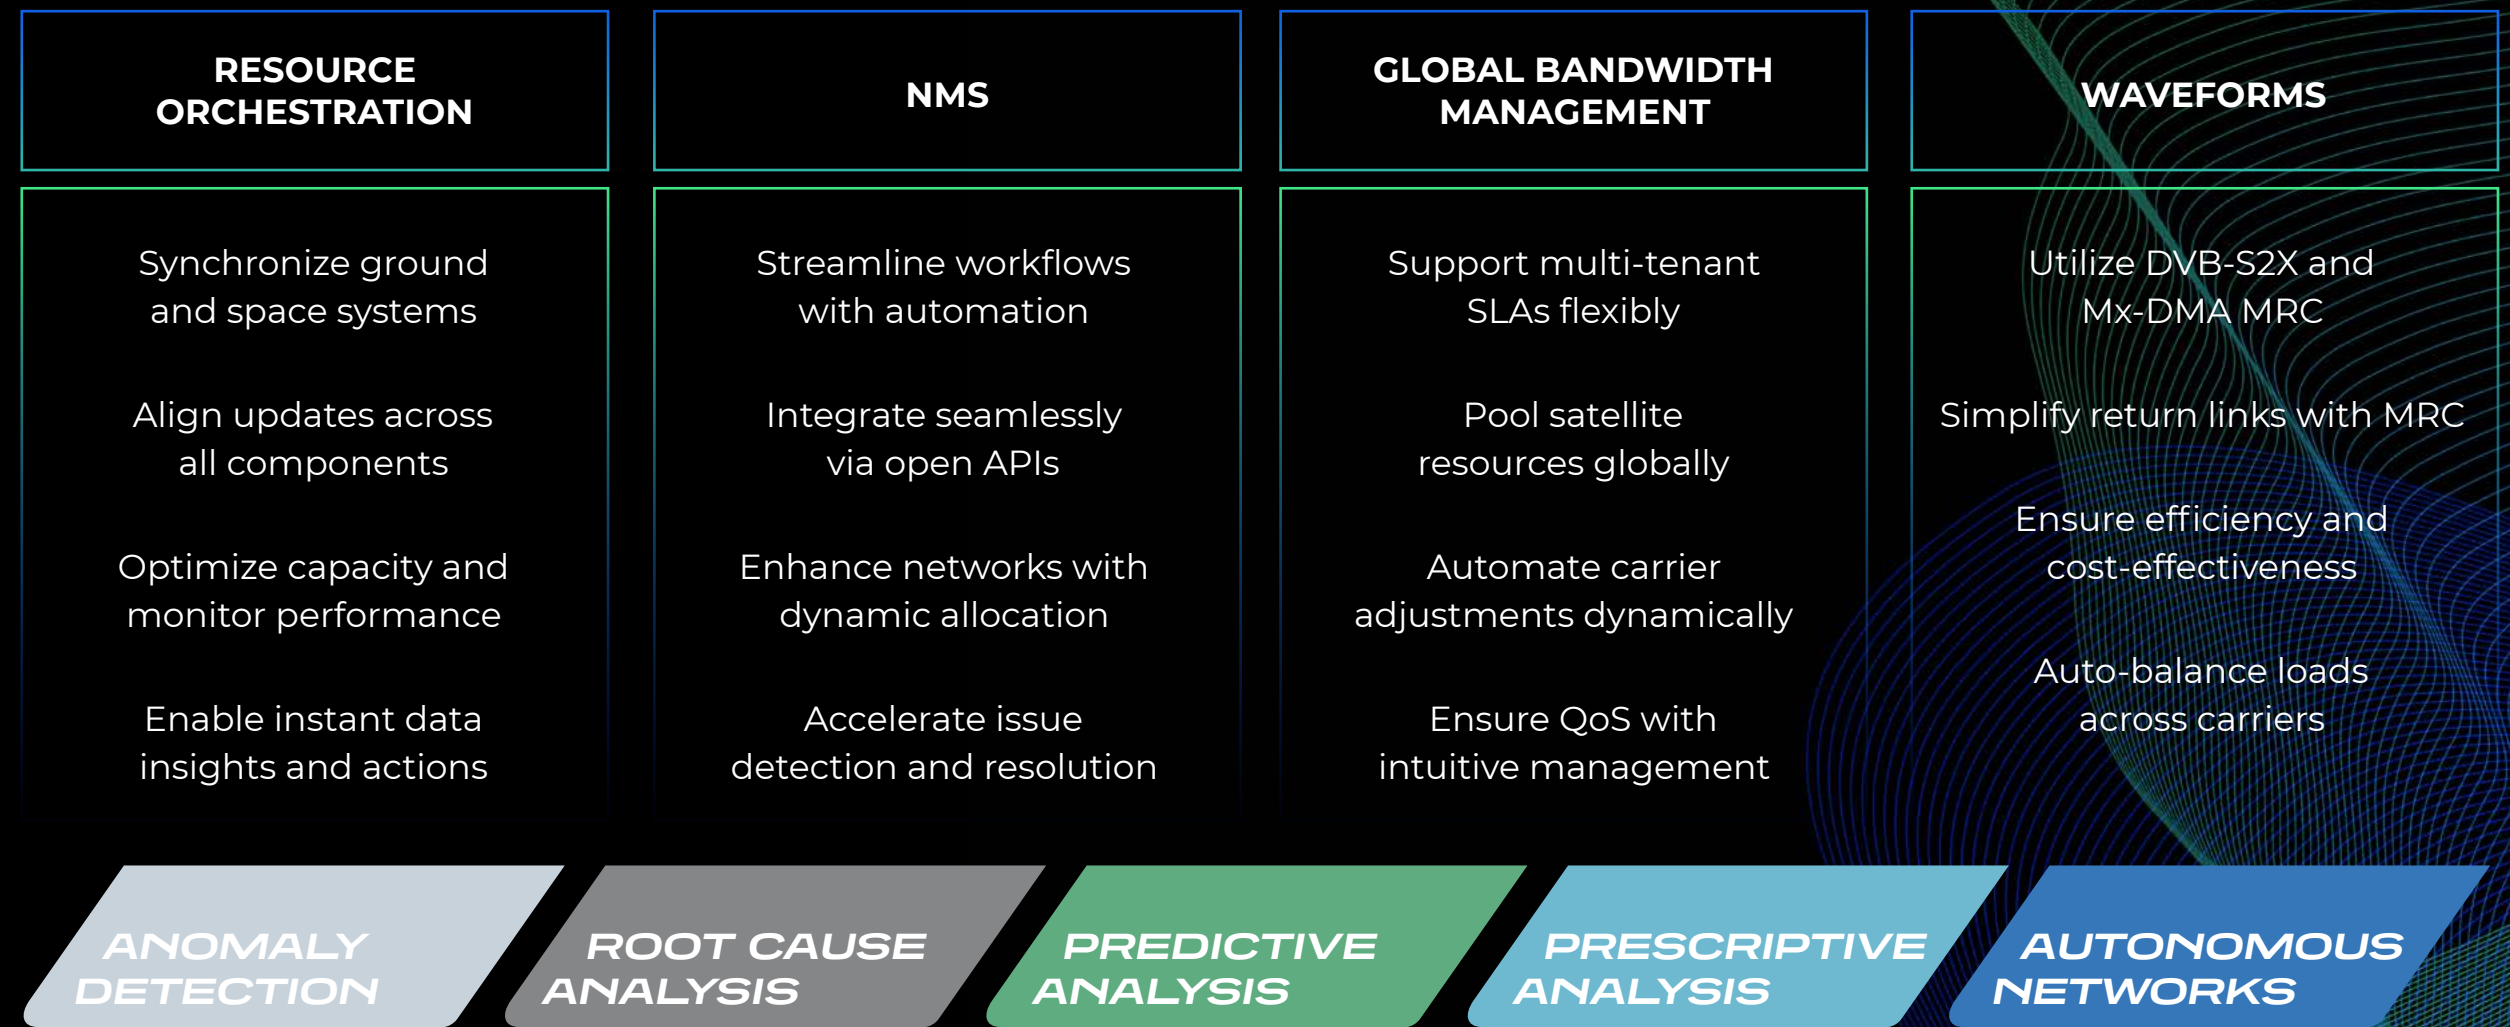 RESOURCE
ORCHESTRATION
Synchronize ground
and space systems
Align updates across
all components
Optimize capacity and
monitor performance
Enable instant data
insights and actions
NMS
Streamline workflows
with automation
Integrate seamlessly
via open APIs
Enhance networks with
dynamic allocation
Accelerate issue
detection and resolution
GLOBAL BANDWIDTH
MANAGEMENT
Support multi-tenant
SLAs flexibly
Pool satellite
resources globally
Automate carrier
adjustments dynamically
Ensure QoS with
intuitive management
WAVEFORMS
Utilize DVB-S2X and
Mx-DMA MRC
Simplify return links with MRC
Ensure efficiency and
cost-effectiveness
Auto-balance loads
across carriers
ANOMALY
DETECTION
ROOT CAUSE
ANALYSIS
PREDICTIVE
ANALYSIS
PRESCRIPTIVE
ANALYSIS
AUTONOMOUS
NETWORKS